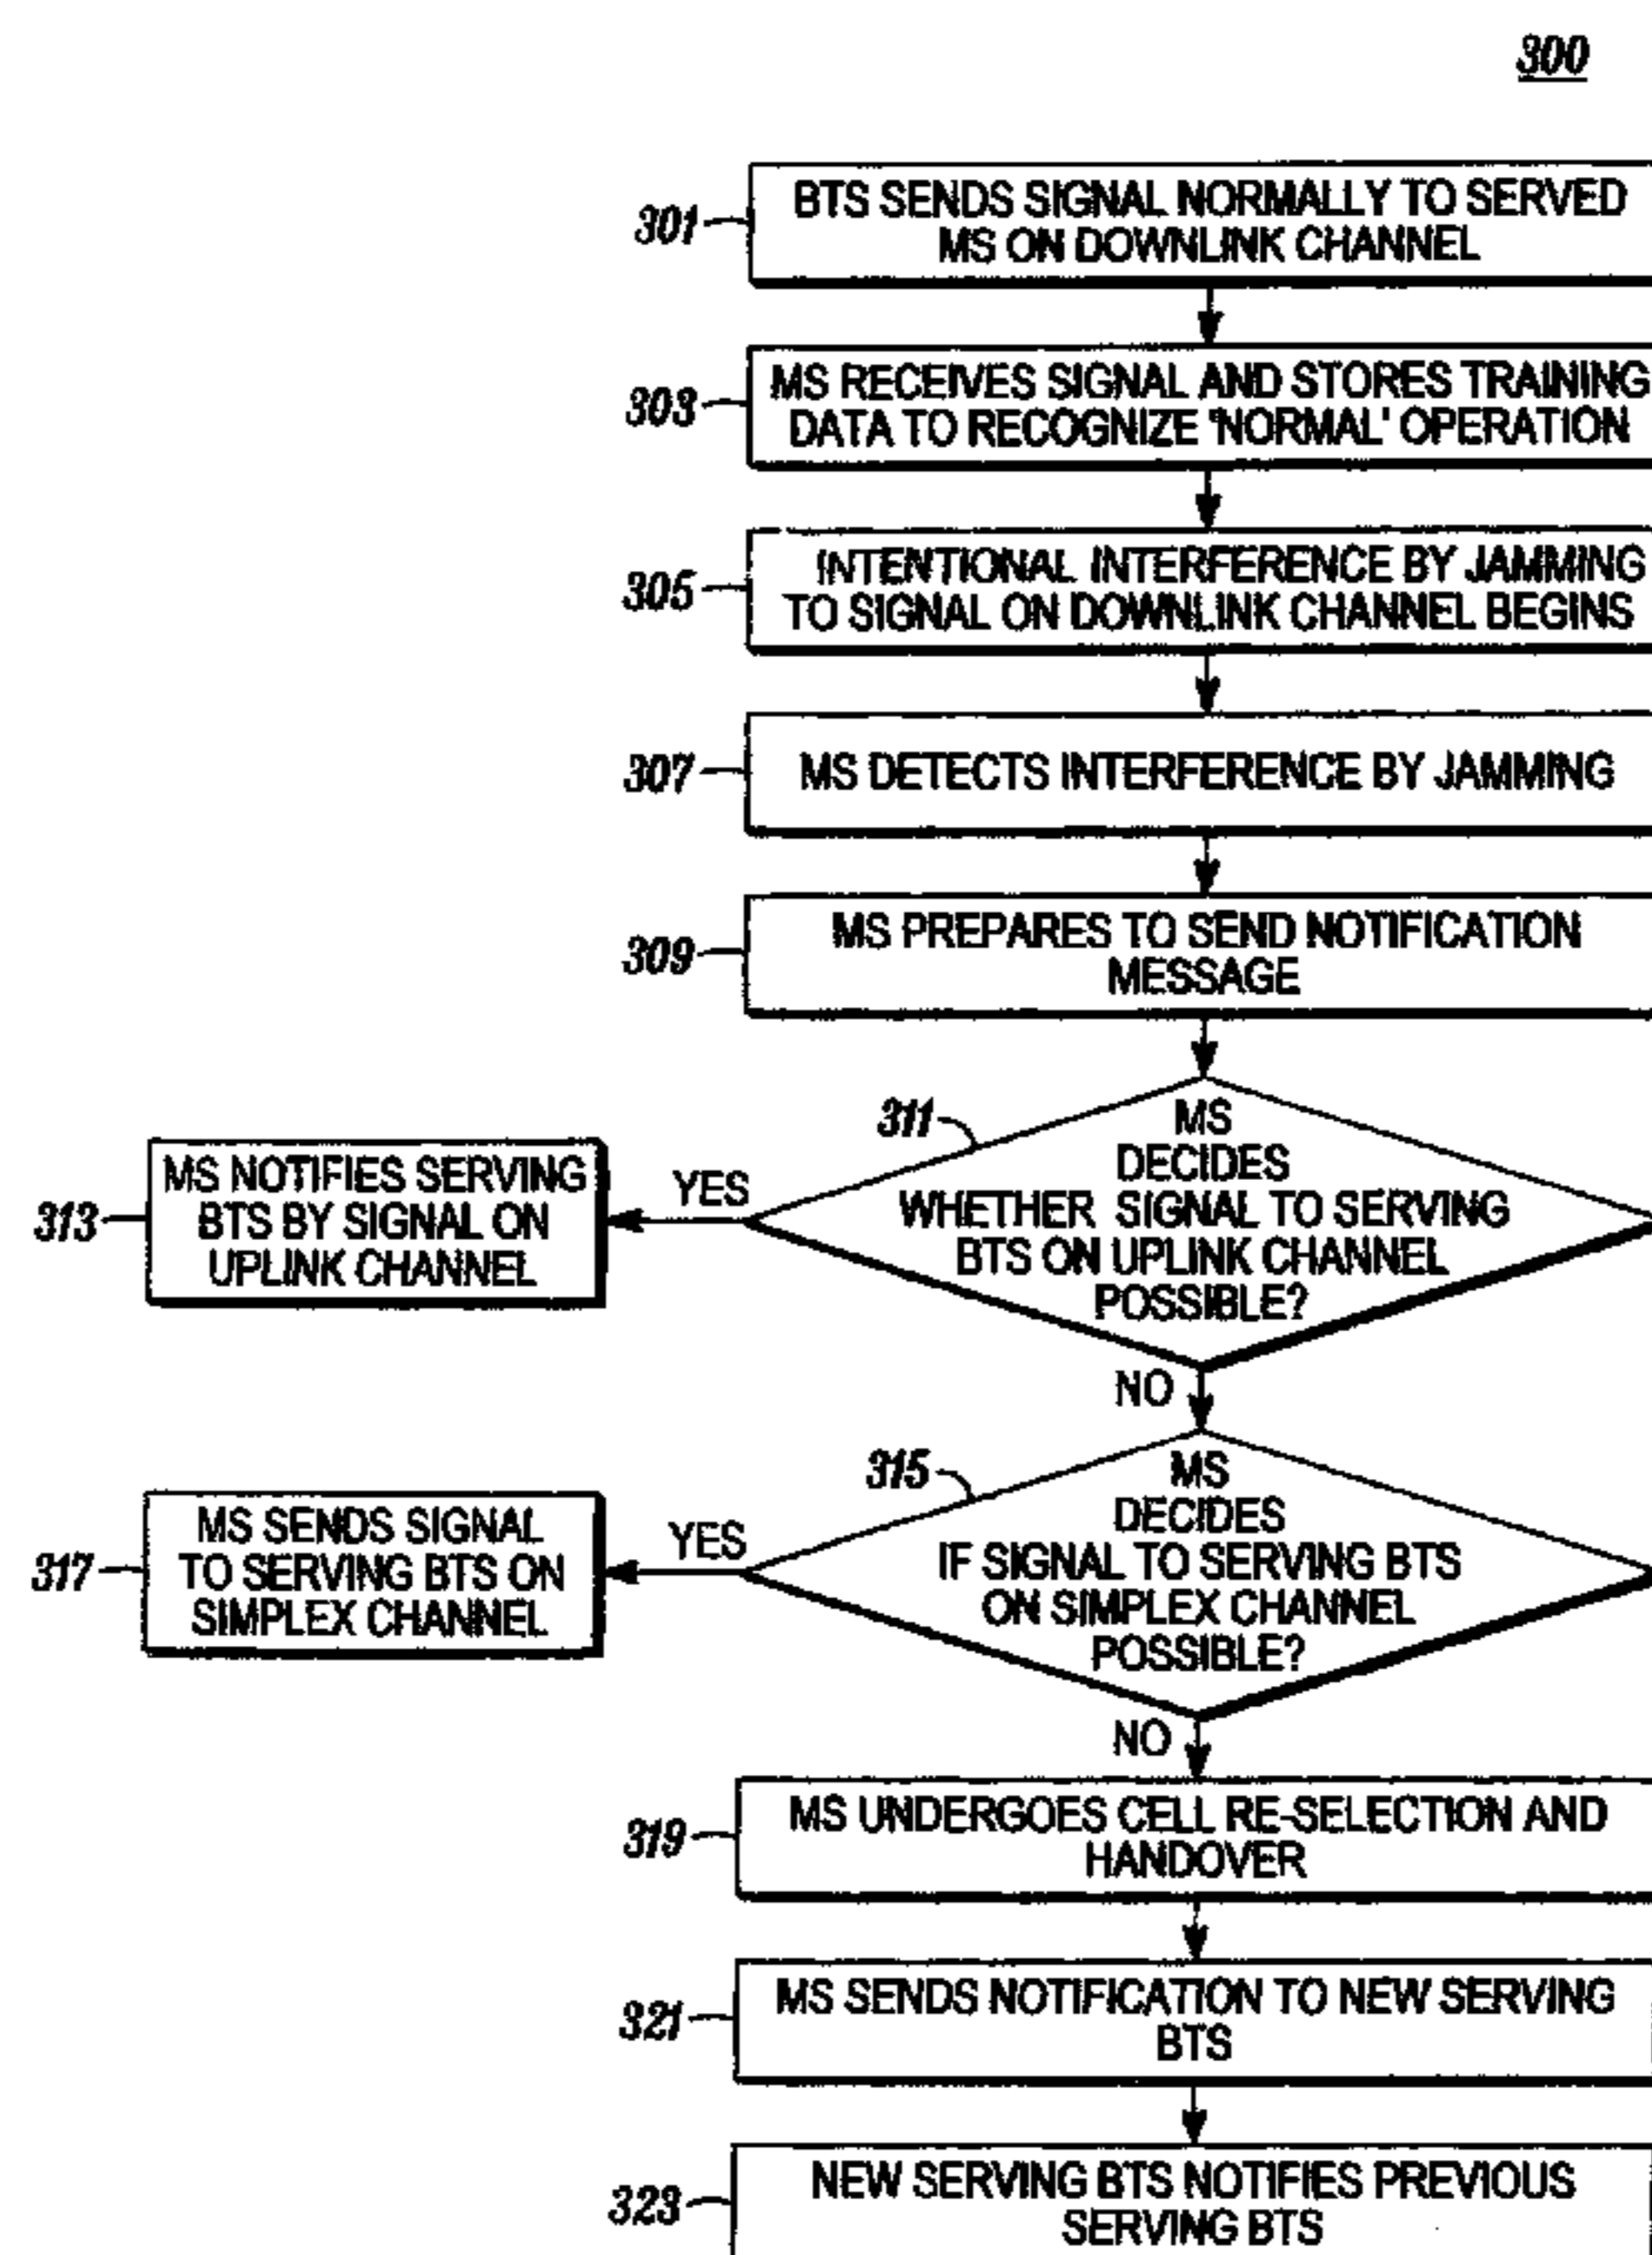 300
301
BTS SENDS SIGNAL NORMALLY TO SERVED
MS ON DOWNLINK CHANNEL
303
MS RECEIVES SIGNAL AND STORES TRAINING
DATA TO RECOGNIZE 'NORMAL' OPERATION
305
INTENTIONAL INTERFERENCE BY JAMMING
TO SIGNAL ON DOWNLINK CHANNEL BEGINS
307
MS DETECTS INTERFERENCE BY JAMMING
309
MS PREPARES TO SEND NOTIFICATION
MESSAGE
311
MS
DECIDES
WHETHER SIGNAL TO SERVING
BTS ON UPLINK CHANNEL
POSSIBLE?
YES
313
MS NOTIFIES SERVING
BTS BY SIGNAL ON
UPLINK CHANNEL
NO
315
MS
DECIDES
IF SIGNAL TO SERVING BTS
ON SIMPLEX CHANNEL
POSSIBLE?
YES
317
MS SENDS SIGNAL
TO SERVING BTS ON
SIMPLEX CHANNEL
NO
319
MS UNDERGOES CELL RE-SELECTION AND
HANDOVER
321
MS SENDS NOTIFICATION TO NEW SERVING
BTS
323
NEW SERVING BTS NOTIFIES PREVIOUS
SERVING BTS